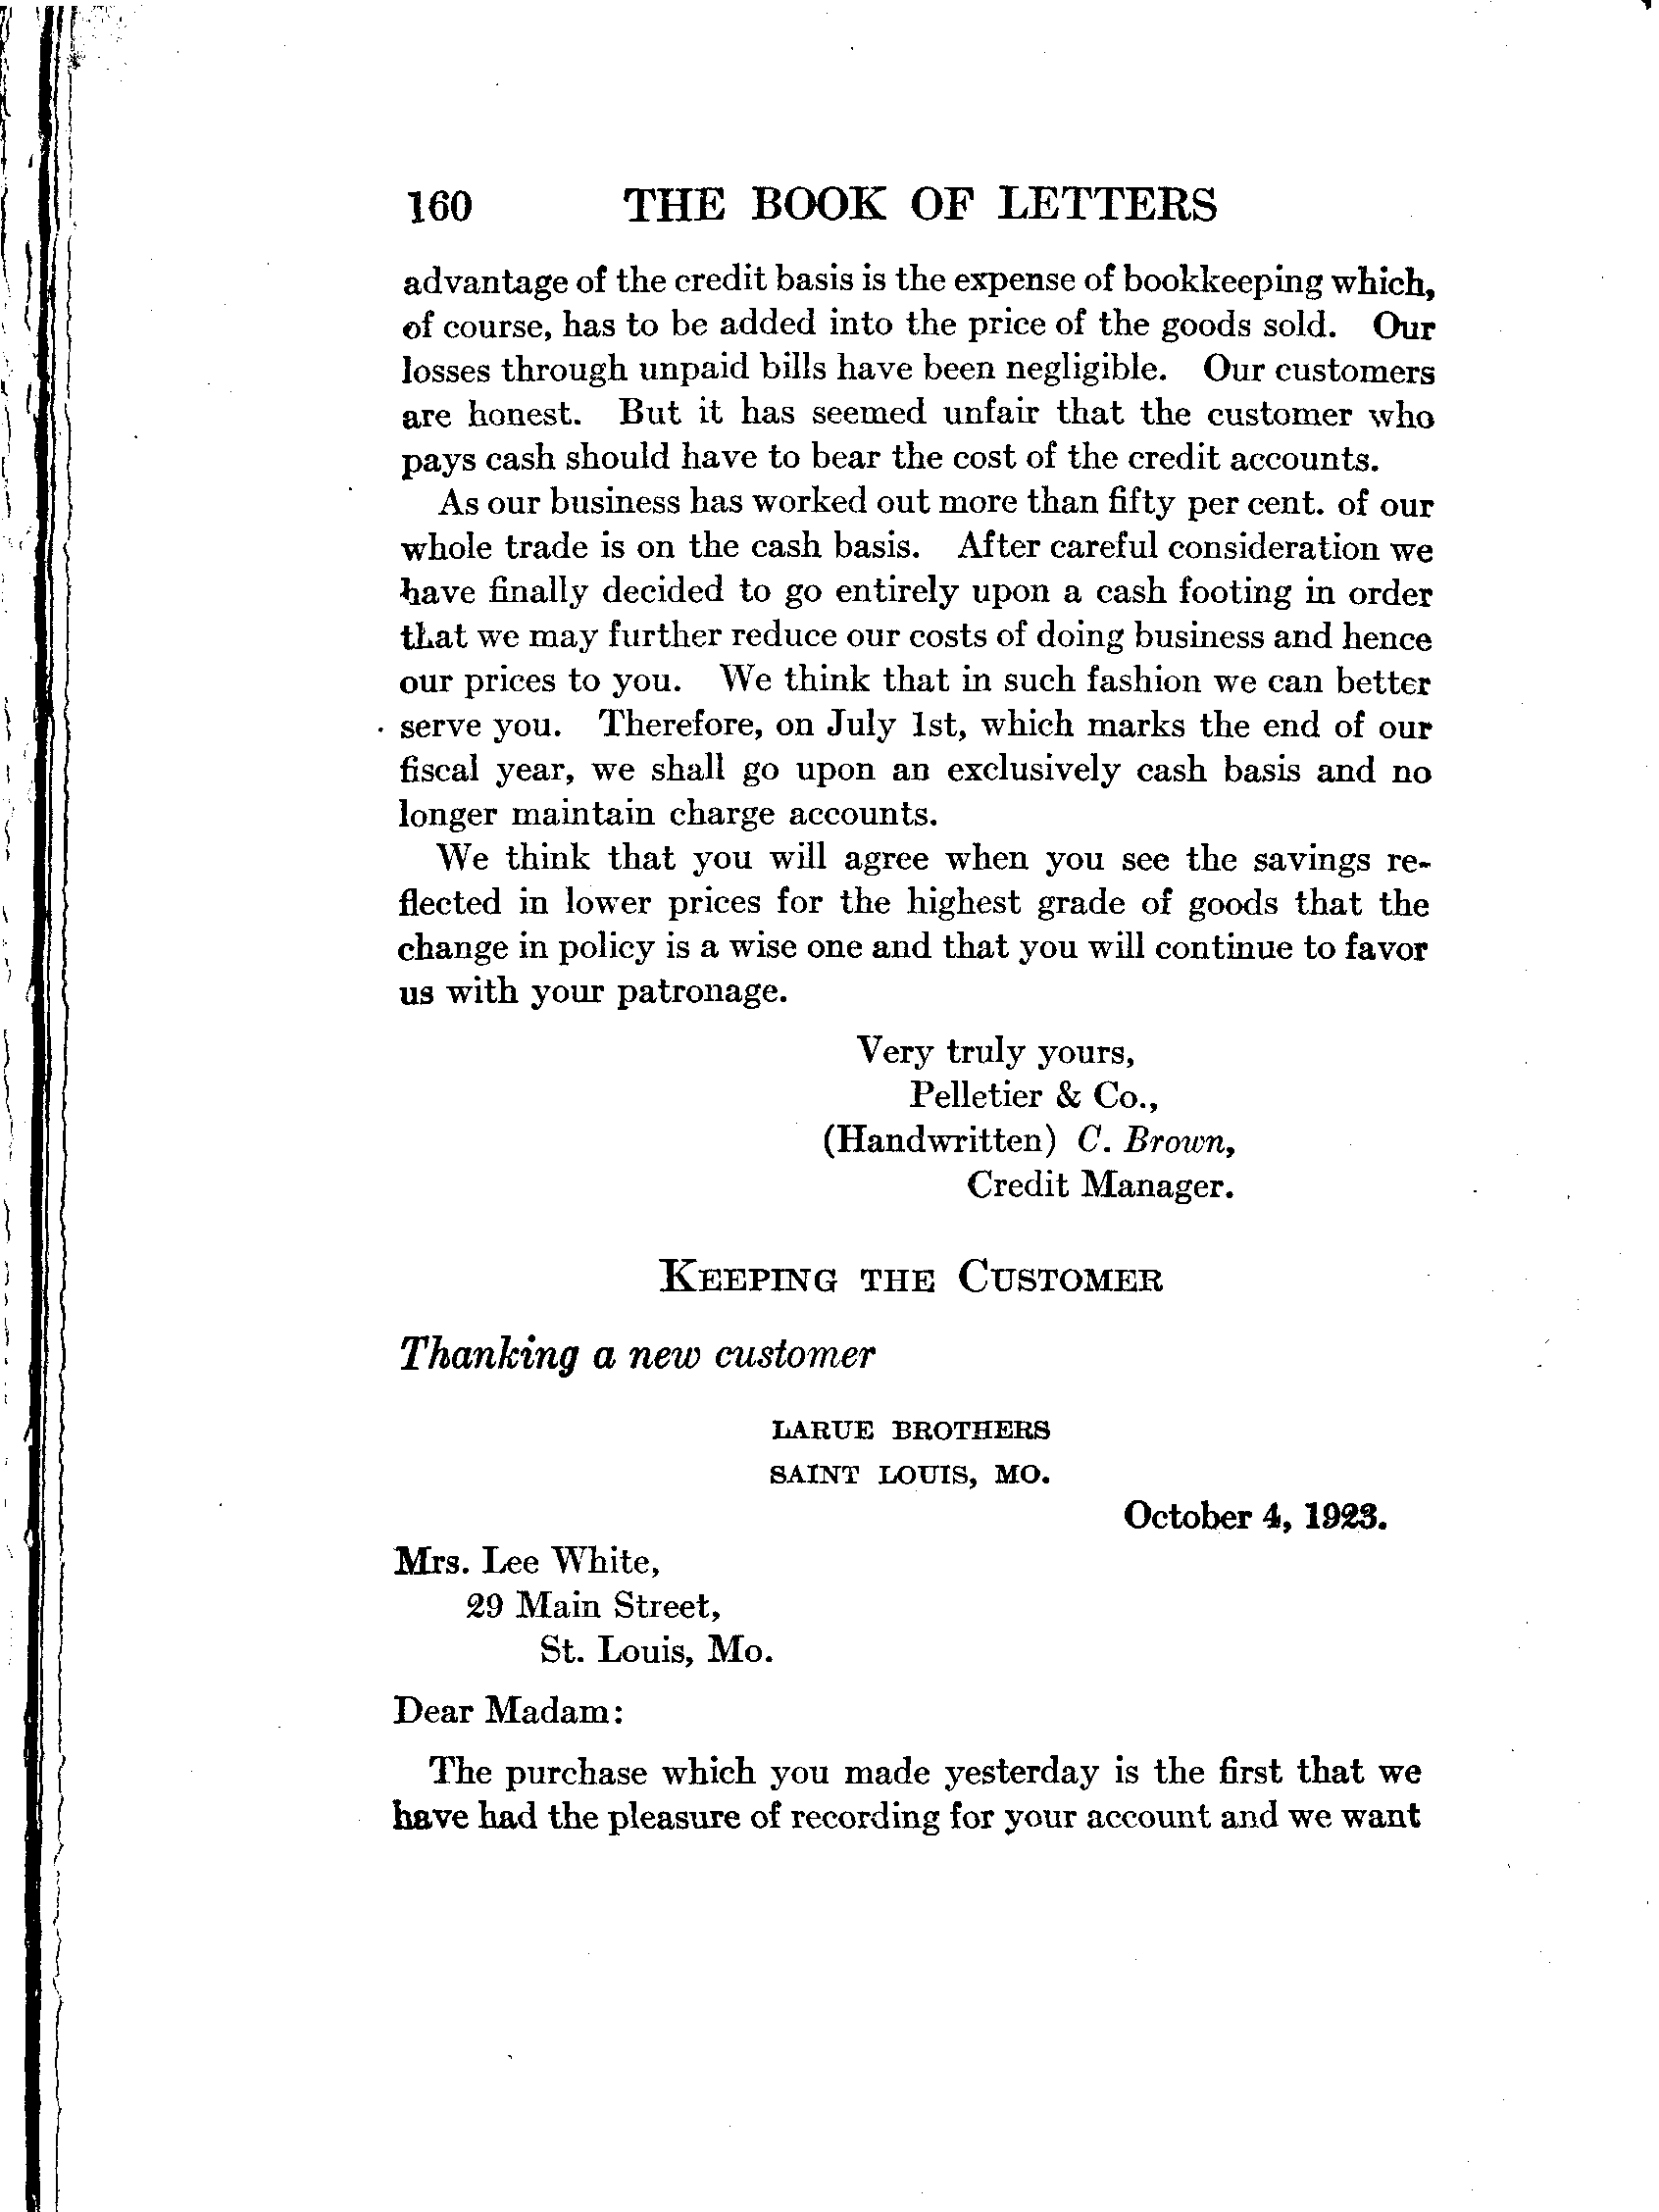 160 THE BOOK OF LETTERS
advantage of the credit basis is the expense of bookkeeping which,
of course, has to be added into the price of the goods sold. Our
losses through unpaid bills have been negligible. Our customers
are honest. But it has seemed unfair that the customer who
pays cash should have to bear the cost of the credit accounts.
As our business has worked out more than fifty per cent. of our
whole trade is on the cash basis. After careful consideration we
have finally decided to go entirely upon a cash footing in order
that we may further reduce our costs of doing business and hence
our prices to you. We think that in such fashion we can better
serve you. Therefore, on July 1st, which marks the end of our
fiscal year, we shall go upon an exclusively cash basis and no
longer maintain charge accounts.
We think that you will agree when you see the savings re-
flected in lower prices for the highest grade of goods that the
change in policy is a wise one and that you will continue to favor
us with your patronage.
Very truly yours,
Pelletier & Co.,
(Handwritten) C. Brown,
Credit Manager.
KEEPING THE CUSTOMER
Thanking a new customer
LARUE BROTHERS
SAINT LOUIS, MO.
October 4, 1923.
Mrs. Lee White,
29 Main Street,
St. Louis, Mo.
Dear Madam:
The purchase which you made yesterday is the first that we
have had the pleasure of recording for your account and we want